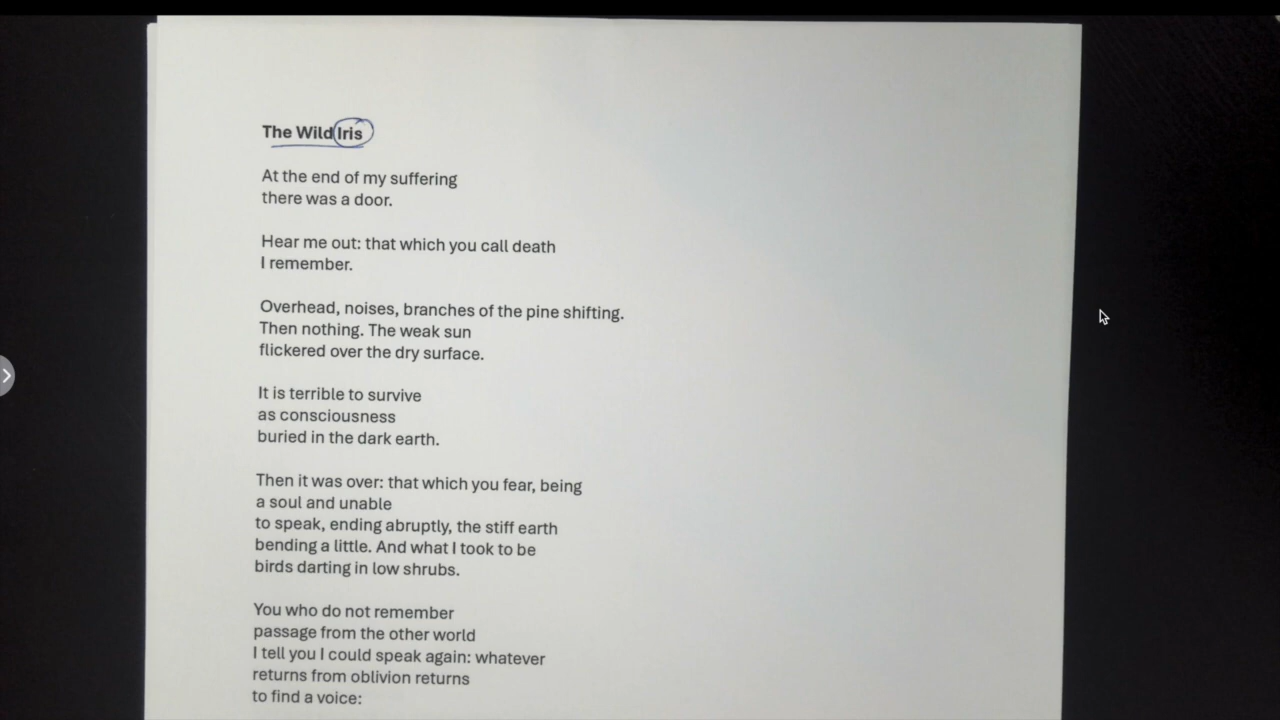 The Wild Iris
At the end of my suffering
there was a door.
Hear me out: that which you call death
I remember.
Overhead, noises, branches of the pine shifting.
Then nothing. The weak sun
flickered over the dry surface.
It is terrible to survive
as consciousness
buried in the dark earth.
Then it was over: that which you fear, being
a soul and unable
to speak, ending abruptly, the stiff earth
bending a little. And what I took to be
birds darting in low shrubs.
You who do not remember
passage from the other world
I tell you I could speak again: whatever
returns from oblivion returns
to find a voice: